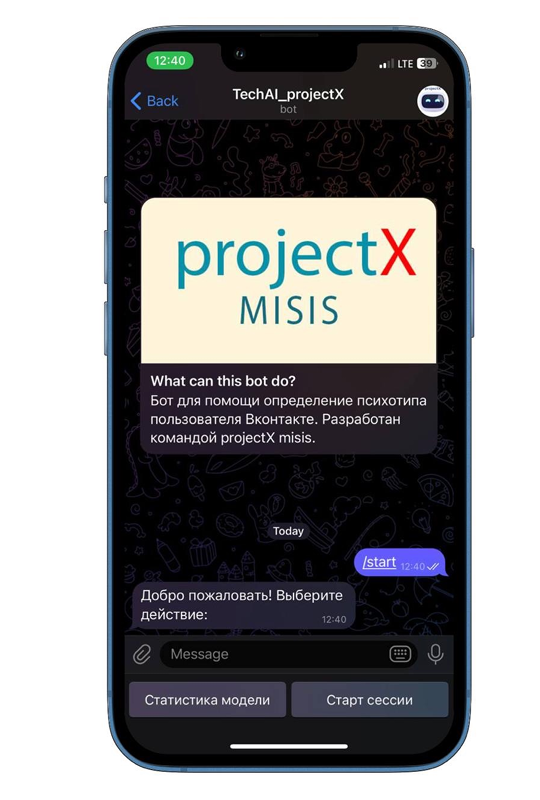 12:40
LTE 39
Back
TechAI_projectX
bot
projectX
MISIS
What can this bot do?
Бот для помощи определение психотипа
пользователя Вконтакте. Разработан
командой projectX misis.
Today
/start 12:40
Добро пожаловать! Выберите
действие:
12:40
Message
Статистика модели
Старт сессии